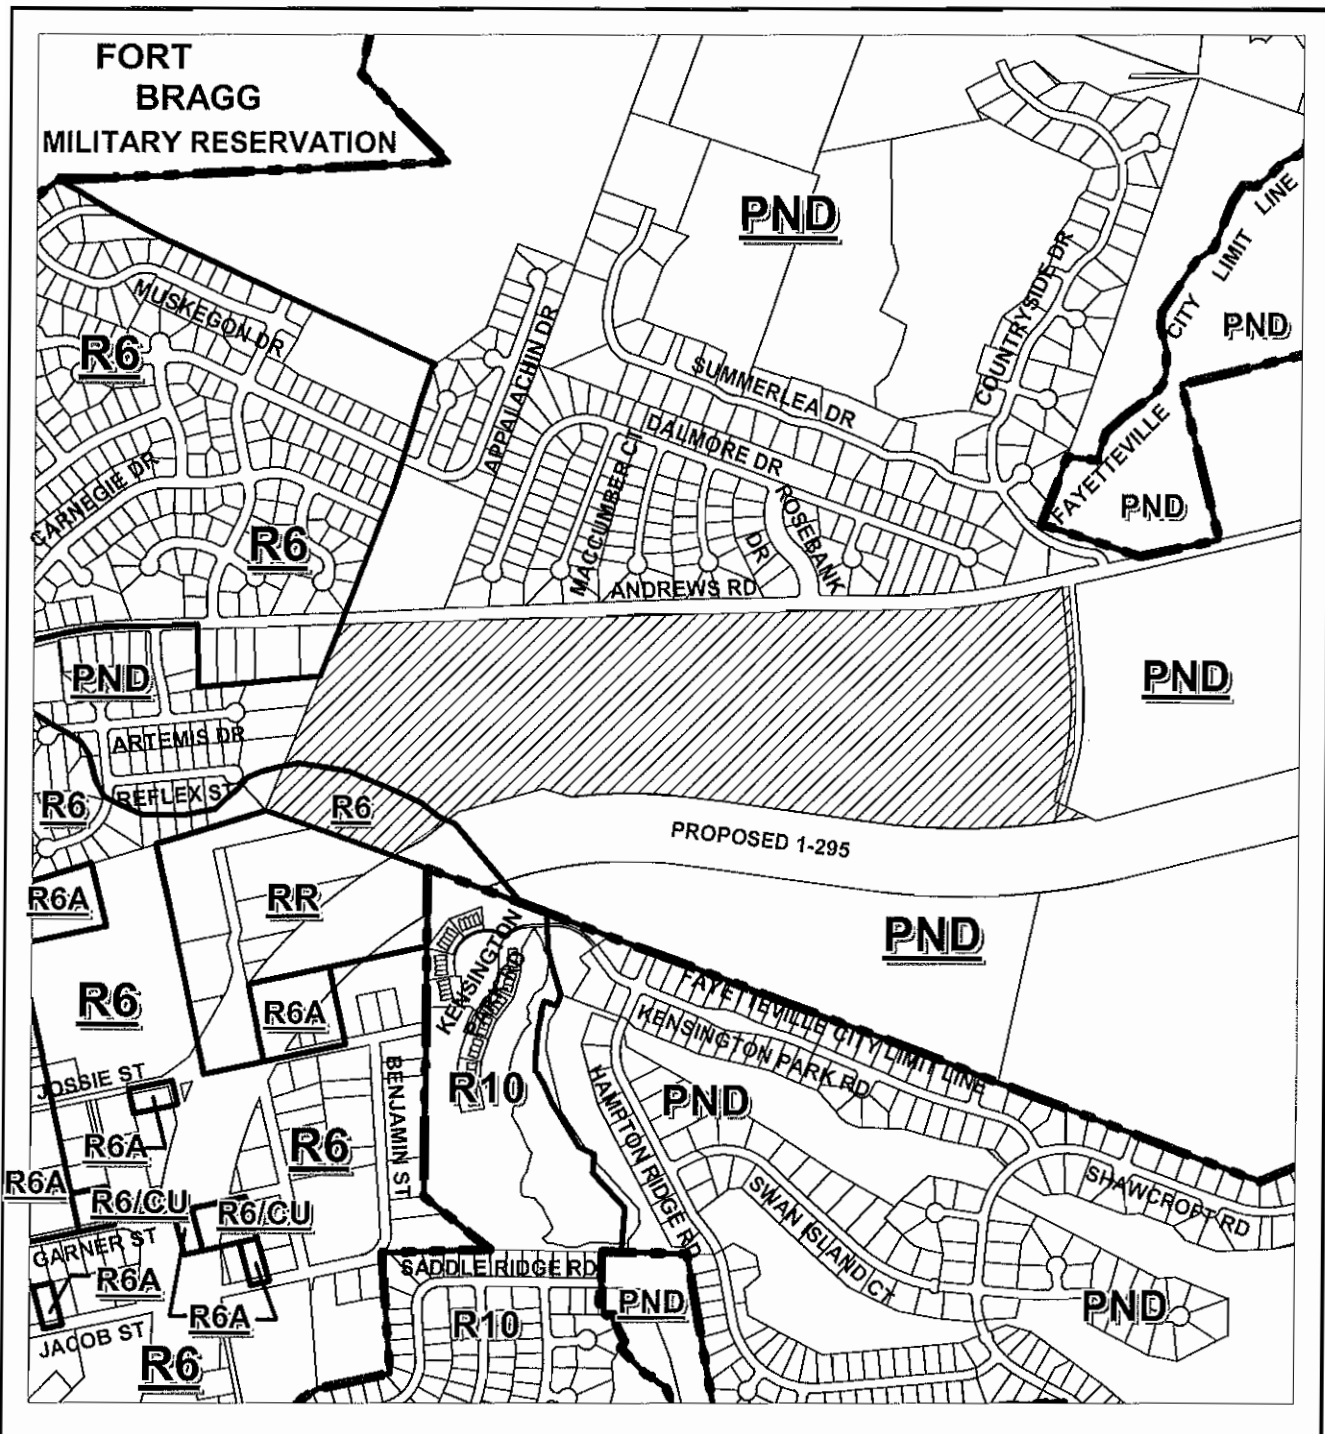 FORT
BRAGG
MILITARY RESERVATION
PND
CITY LIMIT LINE
PND
MUSKEGON DR
R6
APPALACHIN DR
COUNTRYSIDE DR
SUMMERLEA DR
DALMORE DR
FAYETTEVILLE
PND
CARNEGIE DR
R6
MACCUMBER CT
ROSEBANK
DR
ANDREWS RD
PND
PND
ARTEMIS DR
R6
REFLEX ST
R6
PROPOSED 1-295
R6A
RR
PND
KENSINGTON
PARK RD
R6
R6A
FAYETTEVILLE CITY LIMIT LINE
KENSINGTON PARK RD
JOSSIE ST
BENJAMIN ST
R10
HAMPTON RIDGE RD
PND
R6A
R6
R6A
R6/CU
R6/CU
SWAN ISLAND CT
SHAWCROFT RD
GARNER ST
R6A
SADDLE RIDGE RD
R6A
PND
R10
PND
JACOB ST
R6